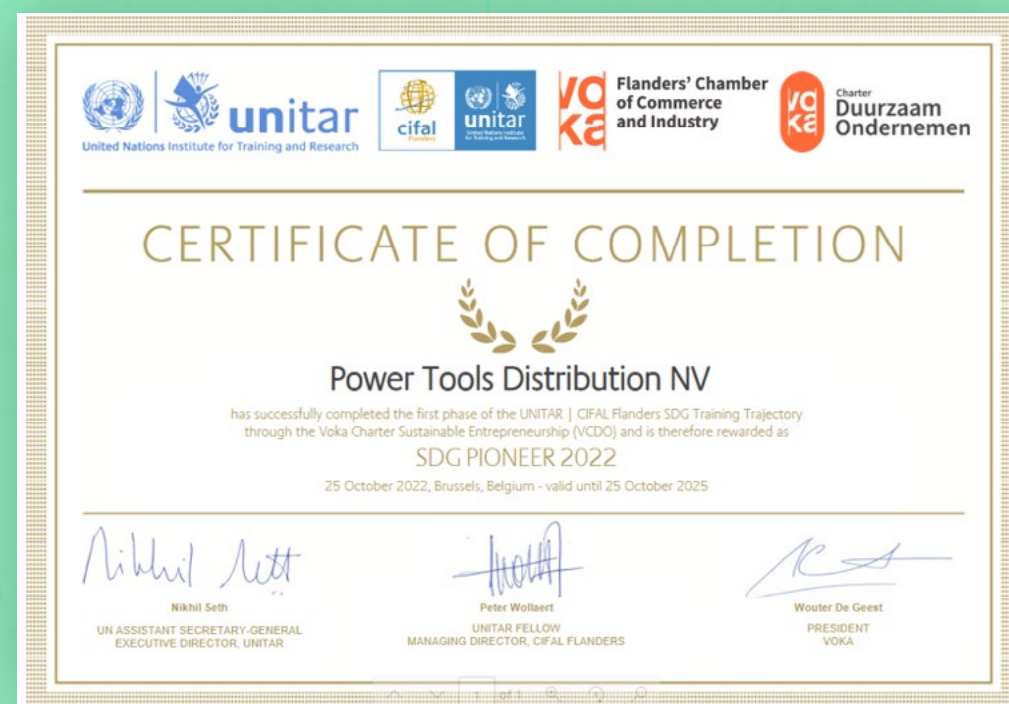 unitar
United Nations Institute for Training and Research
cifal
Flanders
unitar
United Nations Institute
for Training and Research
VO
KA
Flanders' Chamber
of Commerce
and Industry
VO
KA
Charter
Duurzaam
Ondernemen
CERTIFICATE OF COMPLETION
Power Tools Distribution NV
has successfully completed the first phase of the UNITAR | CIFAL Flanders SDG Training Trajectory
through the Voka Charter Sustainable Entrepreneurship (VCDO) and is therefore rewarded as
SDG PIONEER 2022
25 October 2022, Brussels, Belgium - valid until 25 October 2025
Nikhil Seth
UN ASSISTANT SECRETARY-GENERAL
EXECUTIVE DIRECTOR, UNITAR
Peter Wollaert
UNITAR FELLOW
MANAGING DIRECTOR, CIFAL FLANDERS
Wouter De Geest
PRESIDENT
VOKA
1 of 1